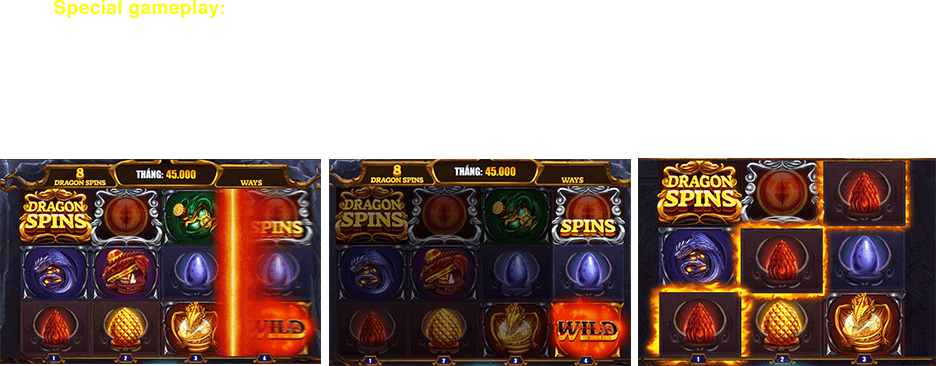 Special gameplay:
8
DRAGON SPINS
THẮNG: 45.000
WAYS
DRAGON
SPINS
SPINS
WILD
1
2
3
4
8
DRAGON SPINS
THẮNG: 45.000
WAYS
DRAGON
SPINS
SPINS
WILD
1
2
3
4
DRAGON
SPINS
1
2
3